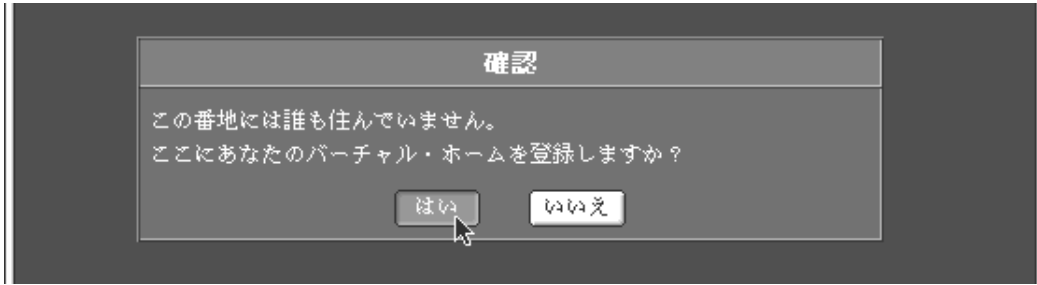 確認
この番地には誰も住んでいません。
ここにあなたのバーチャル・ホームを登録しますか？
はい いいえ